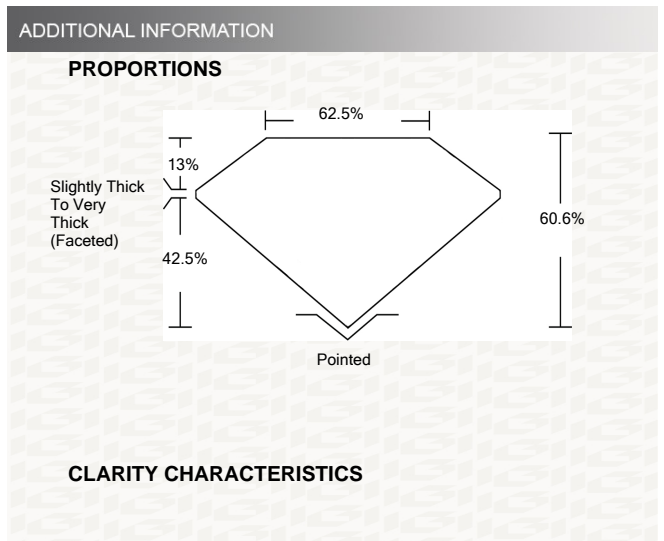 ADDITIONAL INFORMATION
PROPORTIONS
62.5%
13%
Slightly Thick
To Very
Thick
(Faceted)
60.6%
42.5%
Pointed
CLARITY CHARACTERISTICS